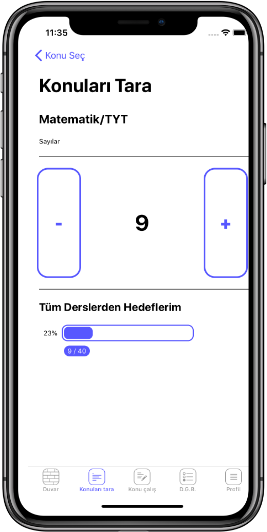 11:35
Konu Seç
Konuları Tara
Matematik/TYT
Sayılar
- 9 +
Tüm Derslerden Hedeflerim
23%
9 / 40
Duvar Konuları tara Konu çalış D.G.B. Profil